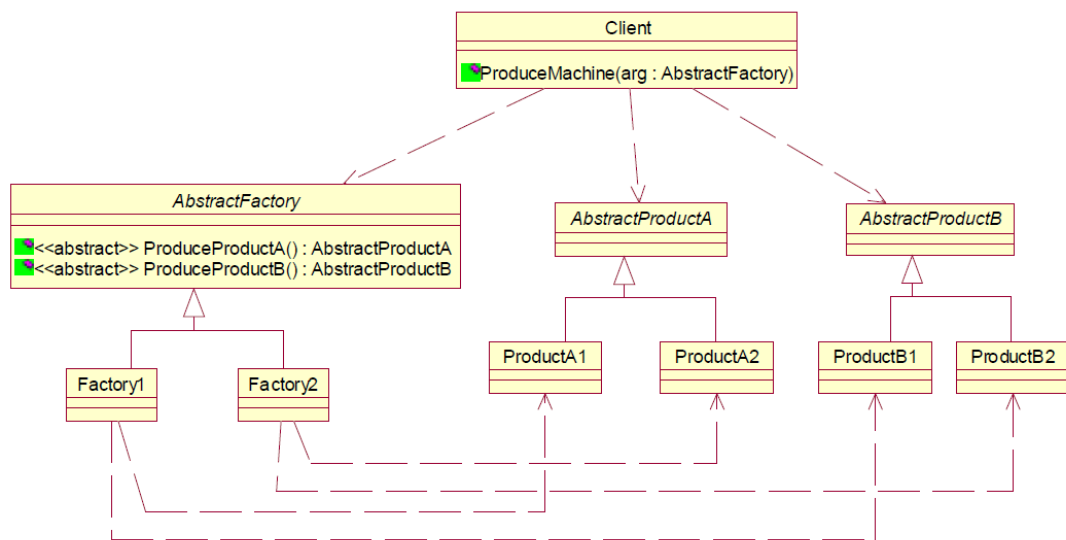 Client
ProduceMachine(arg : AbstractFactory)
AbstractFactory
<<abstract>> ProduceProductA() : AbstractProductA
<<abstract>> ProduceProductB() : AbstractProductB
AbstractProductA
AbstractProductB
Factory1
Factory2
ProductA1
ProductA2
ProductB1
ProductB2